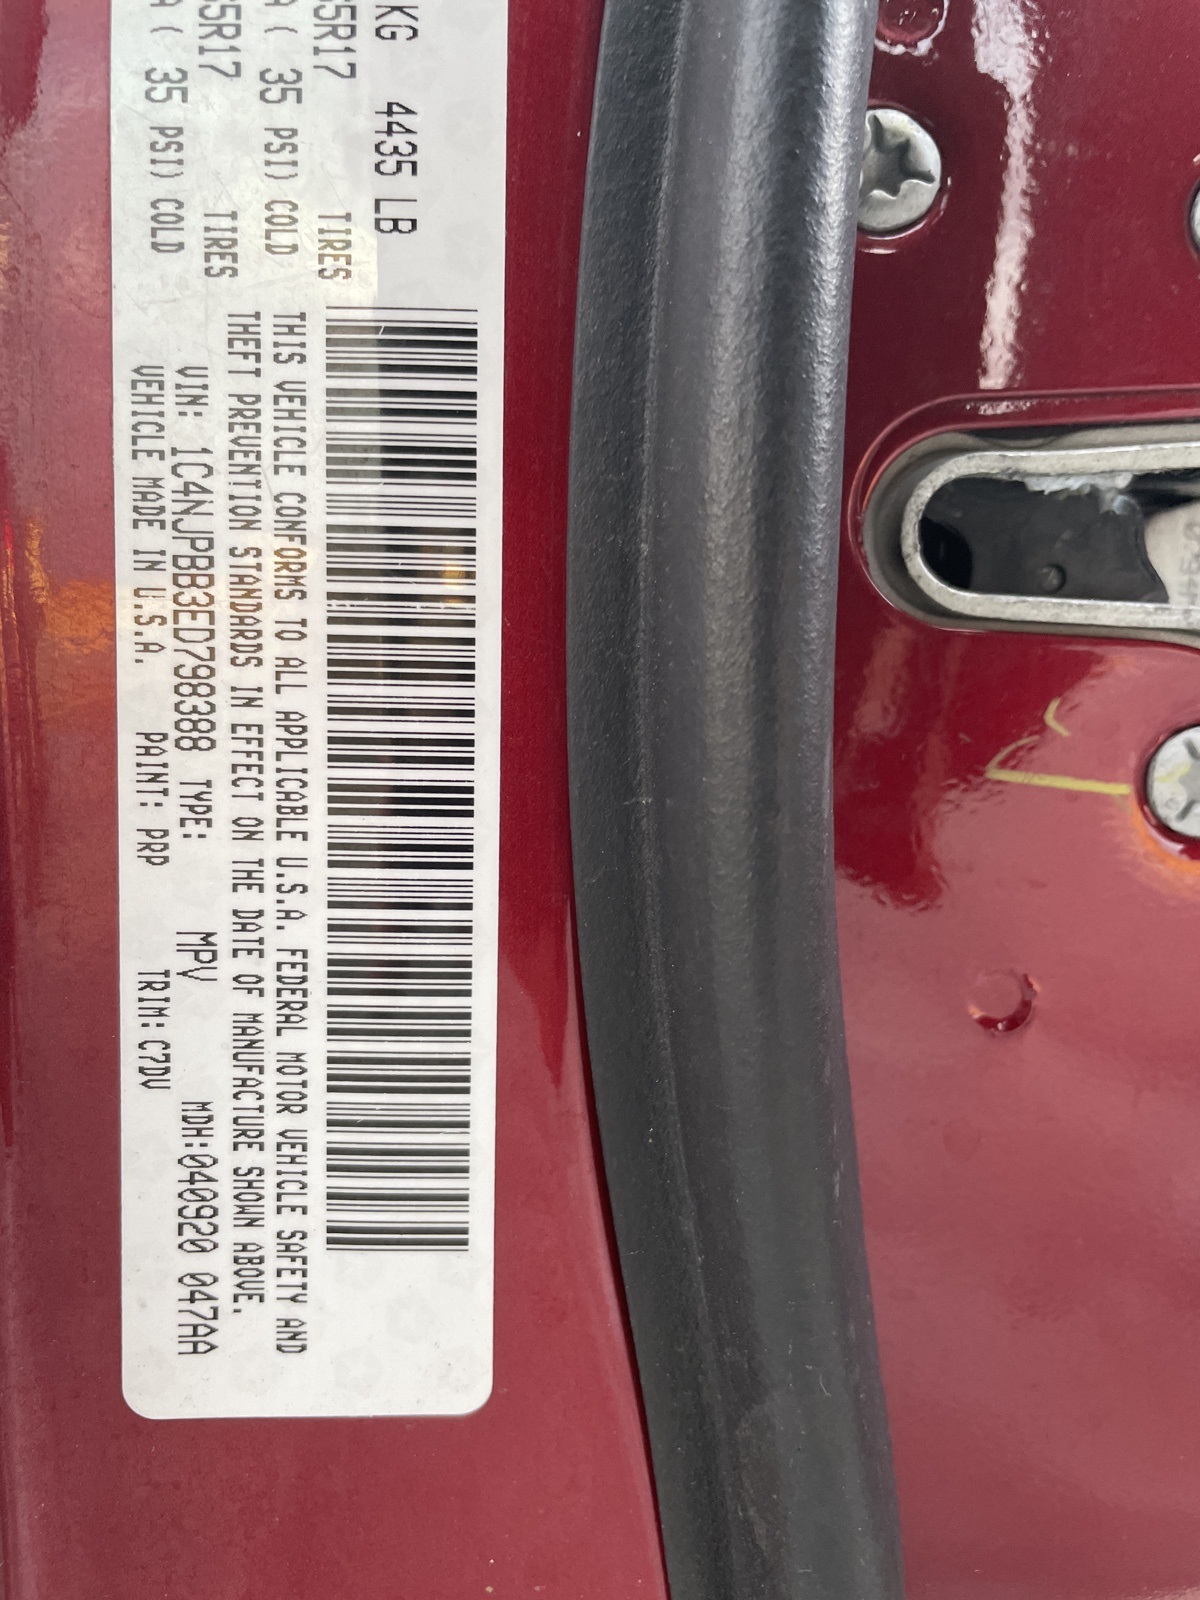 KG 4435 LB
5R17 TIRES
A ( 35 PSI) COLD
5R17 TIRES
A ( 35 PSI) COLD
THIS VEHICLE CONFORMS TO ALL APPLICABLE U.S.A. FEDERAL MOTOR VEHICLE SAFETY AND
THEFT PREVENTION STANDARDS IN EFFECT ON THE DATE OF MANUFACTURE SHOWN ABOVE.
VIN: 1C4NJPBB3ED798388 TYPE: MPV MDH:040920 047AA
VEHICLE MADE IN U.S.A. PAINT: PRP TRIM: C7DV